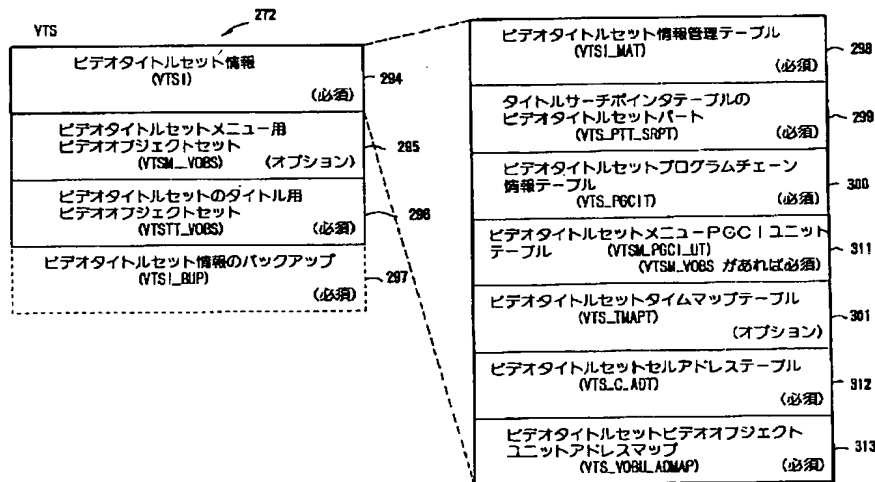 VTS
272
ビデオタイトルセット情報
(VTSI)
(必須)
294
ビデオタイトルセットメニュー用
ビデオオブジェクトセット
(VTSM_VOBS) (オプション)
295
ビデオタイトルセットのタイトル用
ビデオオブジェクトセット
(VTSTT_VOBS) (必須)
296
ビデオタイトルセット情報のバックアップ
(VTSI_BUP)
(必須)
297
ビデオタイトルセット情報管理テーブル
(VTSI_MAT)
(必須)
298
タイトルサーチポインタテーブルの
ビデオタイトルセットパート
(VTS_PTT_SRPT) (必須)
299
ビデオタイトルセットプログラムチェーン
情報テーブル
(VTS_PGCIT) (必須)
300
ビデオタイトルセットメニューPGCIユニット
テーブル (VTSM_PGCI_UT)
(VTSM_VOBS があれば必須)
311
ビデオタイトルセットタイムマップテーブル
(VTS_TMAPT)
(オプション)
301
ビデオタイトルセットセルアドレステーブル
(VTS_C_ADT)
(必須)
312
ビデオタイトルセットビデオオブジェクト
ユニットアドレスマップ
(VTS_VOBU_ADMAP) (必須)
313